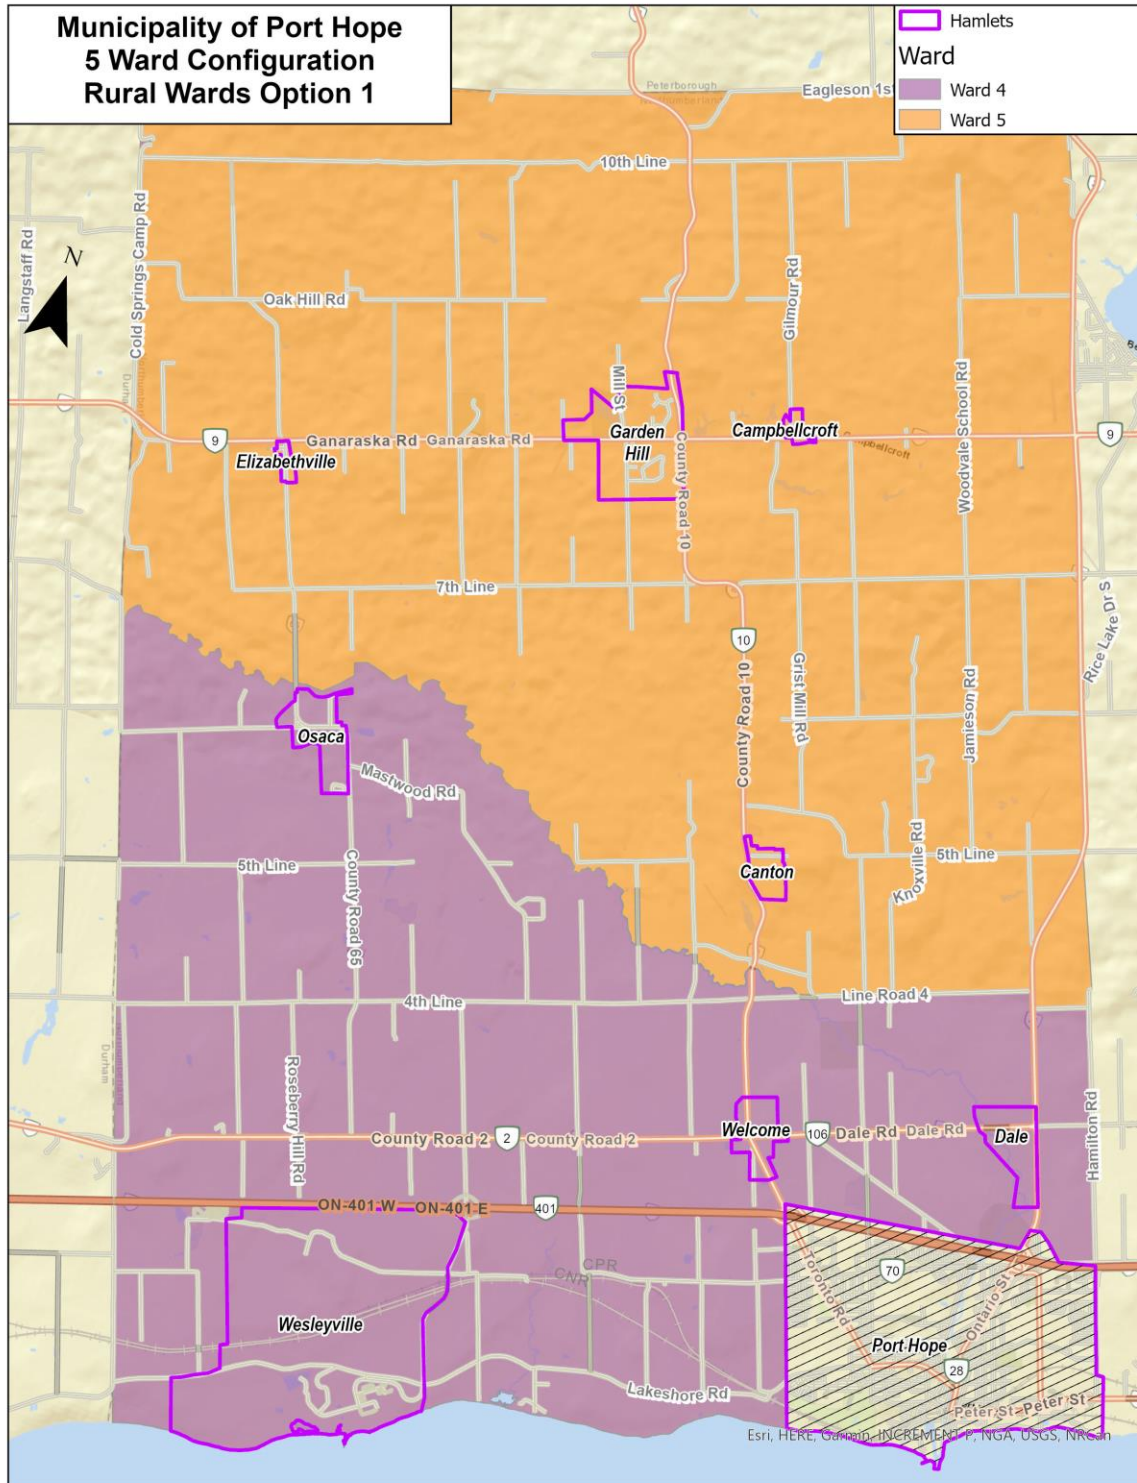 Municipality of Port Hope
5 Ward Configuration
Rural Wards Option 1
Hamlets
Ward
Ward 4
Ward 5
Peterborough
Northumberland
Eagleson 1st
10th Line
Langstaff Rd
Cold Springs Camp Rd
N
Oak Hill Rd
Gilmour Rd
Woodvale School Rd
Mill St
Durham
9
Ganaraska Rd
Ganaraska Rd
Elizabethville
Garden
Hill
County Road 10
Campbellcroft
Campbellcroft
9
7th Line
10
County Road 10
Grist Mill Rd
Jamieson Rd
Rice Lake Dr S
Osaca
Mastwood Rd
5th Line
County Road 65
Canton
Knoxville Rd
5th Line
4th Line
Line Road 4
Durham
Roseberry Hill Rd
County Road 2
2
County Road 2
Welcome
106
Dale Rd
Dale Rd
Dale
Hamilton Rd
ON-401 W
ON-401 E
401
CPR
CNR
Wesleyville
Toronto Rd
70
Ontario St
Port Hope
28
Lakeshore Rd
Peter St
Peter St
Esri, HERE, Garmin, INCREMENT P, NGA, USGS, NRCan